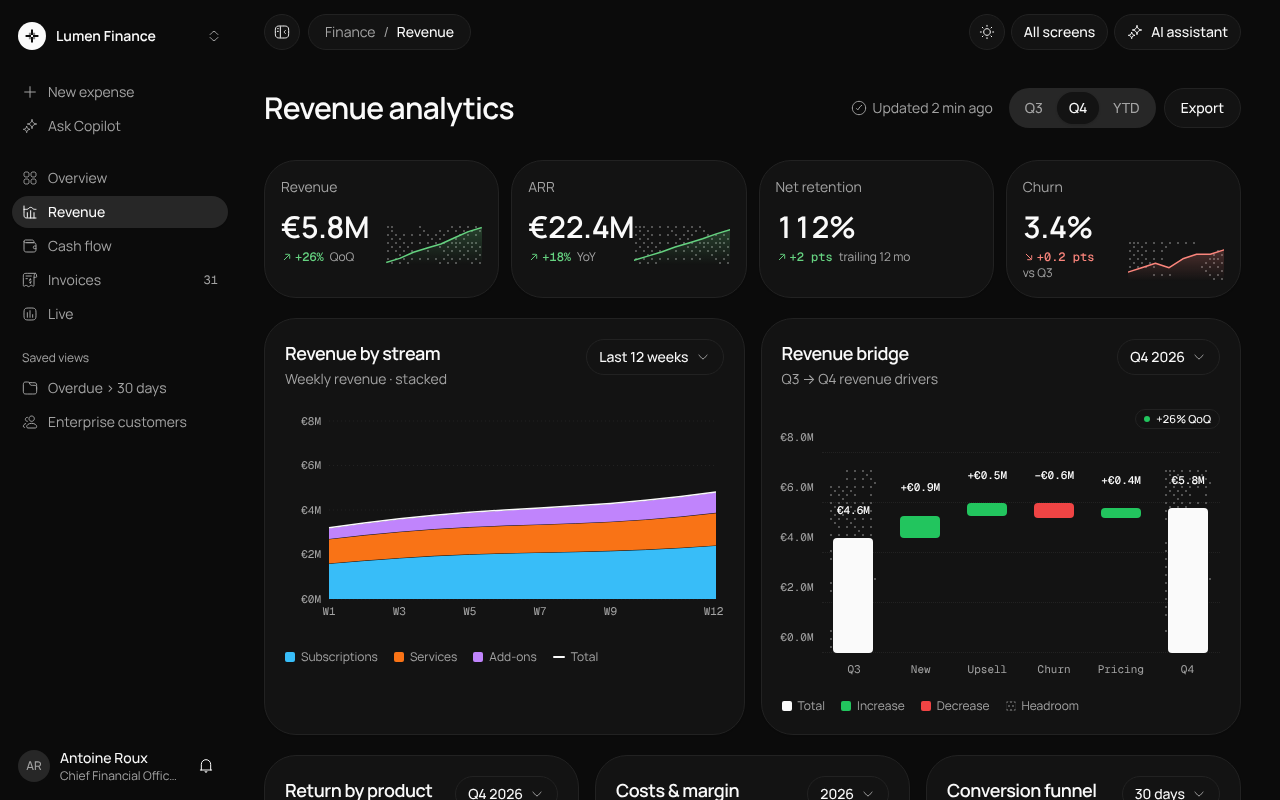 Lumen Finance
Finance / Revenue
All screens
AI assistant
New expense
Ask Copilot
Overview
Revenue
Cash flow
Invoices 31
Live
Saved views
Overdue > 30 days
Enterprise customers
AR
Antoine Roux
Chief Financial Offic...
Revenue analytics
Updated 2 min ago
Q3 Q4 YTD
Export
Revenue
€5.8M
+26% QoQ
ARR
€22.4M
+18% YoY
Net retention
112%
+2 pts trailing 12 mo
Churn
3.4%
+0.2 pts
vs Q3
Revenue by stream
Last 12 weeks
Weekly revenue · stacked
€8M
€6M
€4M
€2M
€0M
W1 W3 W5 W7 W9 W12
Subscriptions Services Add-ons Total
Revenue bridge
Q4 2026
Q3 → Q4 revenue drivers
+26% QoQ
€8.0M
€6.0M
€4.0M
€2.0M
€0.0M
€4.6M +€0.9M +€0.5M −€0.6M +€0.4M €5.8M
Q3 New Upsell Churn Pricing Q4
Total Increase Decrease Headroom
Return by product
Q4 2026
Costs & margin
2026
Conversion funnel
30 days